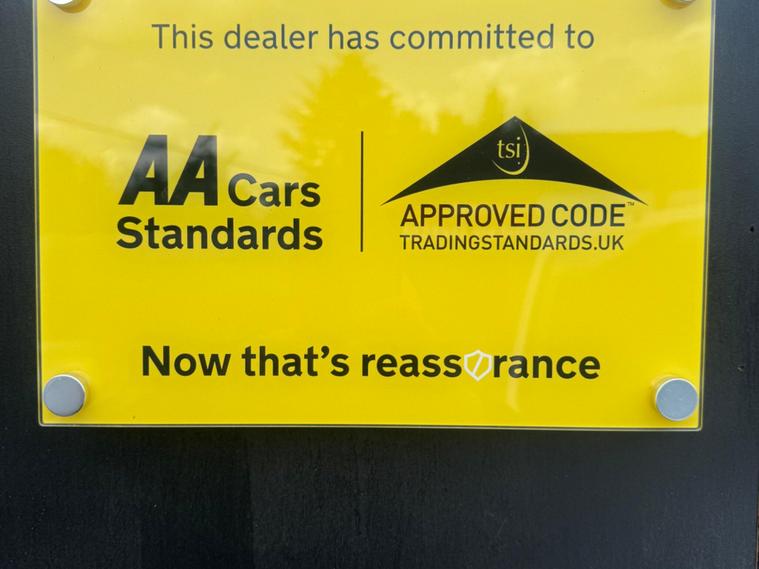 This dealer has committed to
AA Cars
Standards
tsi
APPROVED CODE™
TRADINGSTANDARDS.UK
Now that's reassurance